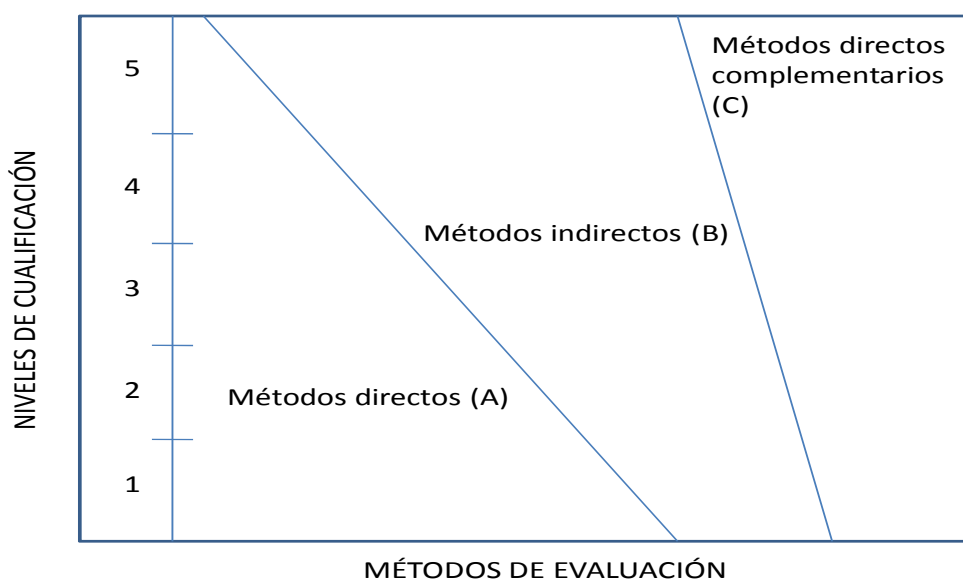 NIVELES DE CUALIFICACIÓN
5
4
3
2
1
Métodos directos
complementarios
(C)
Métodos indirectos (B)
Métodos directos (A)
MÉTODOS DE EVALUACIÓN